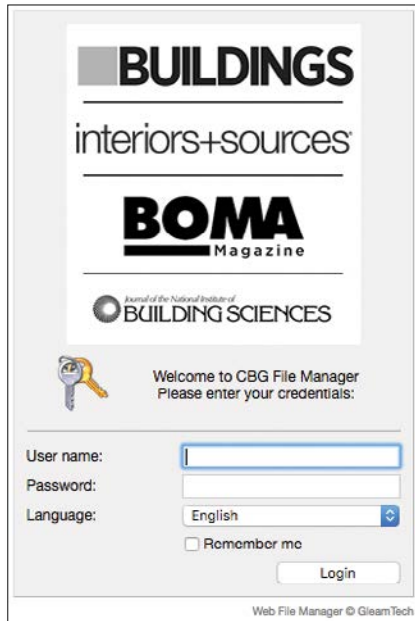 BUILDINGS
interiors+sources
BOMA
Magazine
Journal of the National Institute of
BUILDING SCIENCES
Welcome to CBG File Manager
Please enter your credentials:
User name:
Password:
Language: English
Remember me
Login
Web File Manager © GleamTech